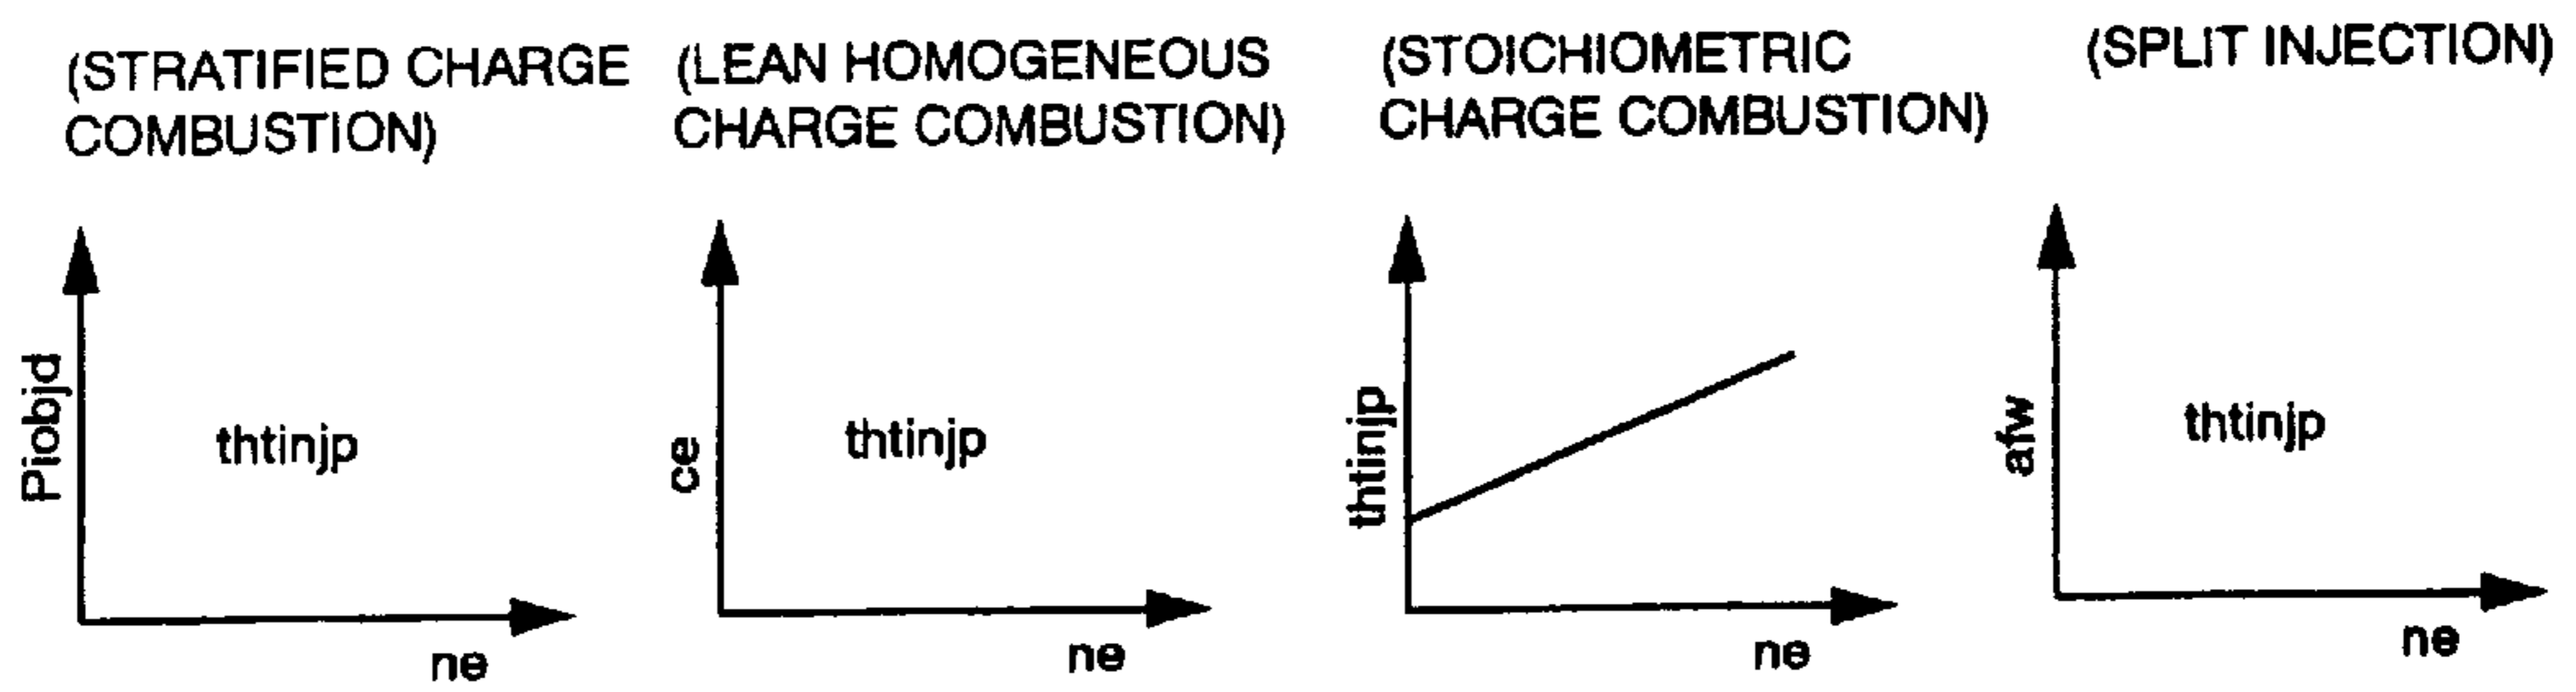 (STRATIFIED CHARGE
COMBUSTION)
Piobjd
thtinjp
ne
(LEAN HOMOGENEOUS
CHARGE COMBUSTION)
ce
thtinjp
ne
(STOICHIOMETRIC
CHARGE COMBUSTION)
thtinjp
ne
(SPLIT INJECTION)
afw
thtinjp
ne